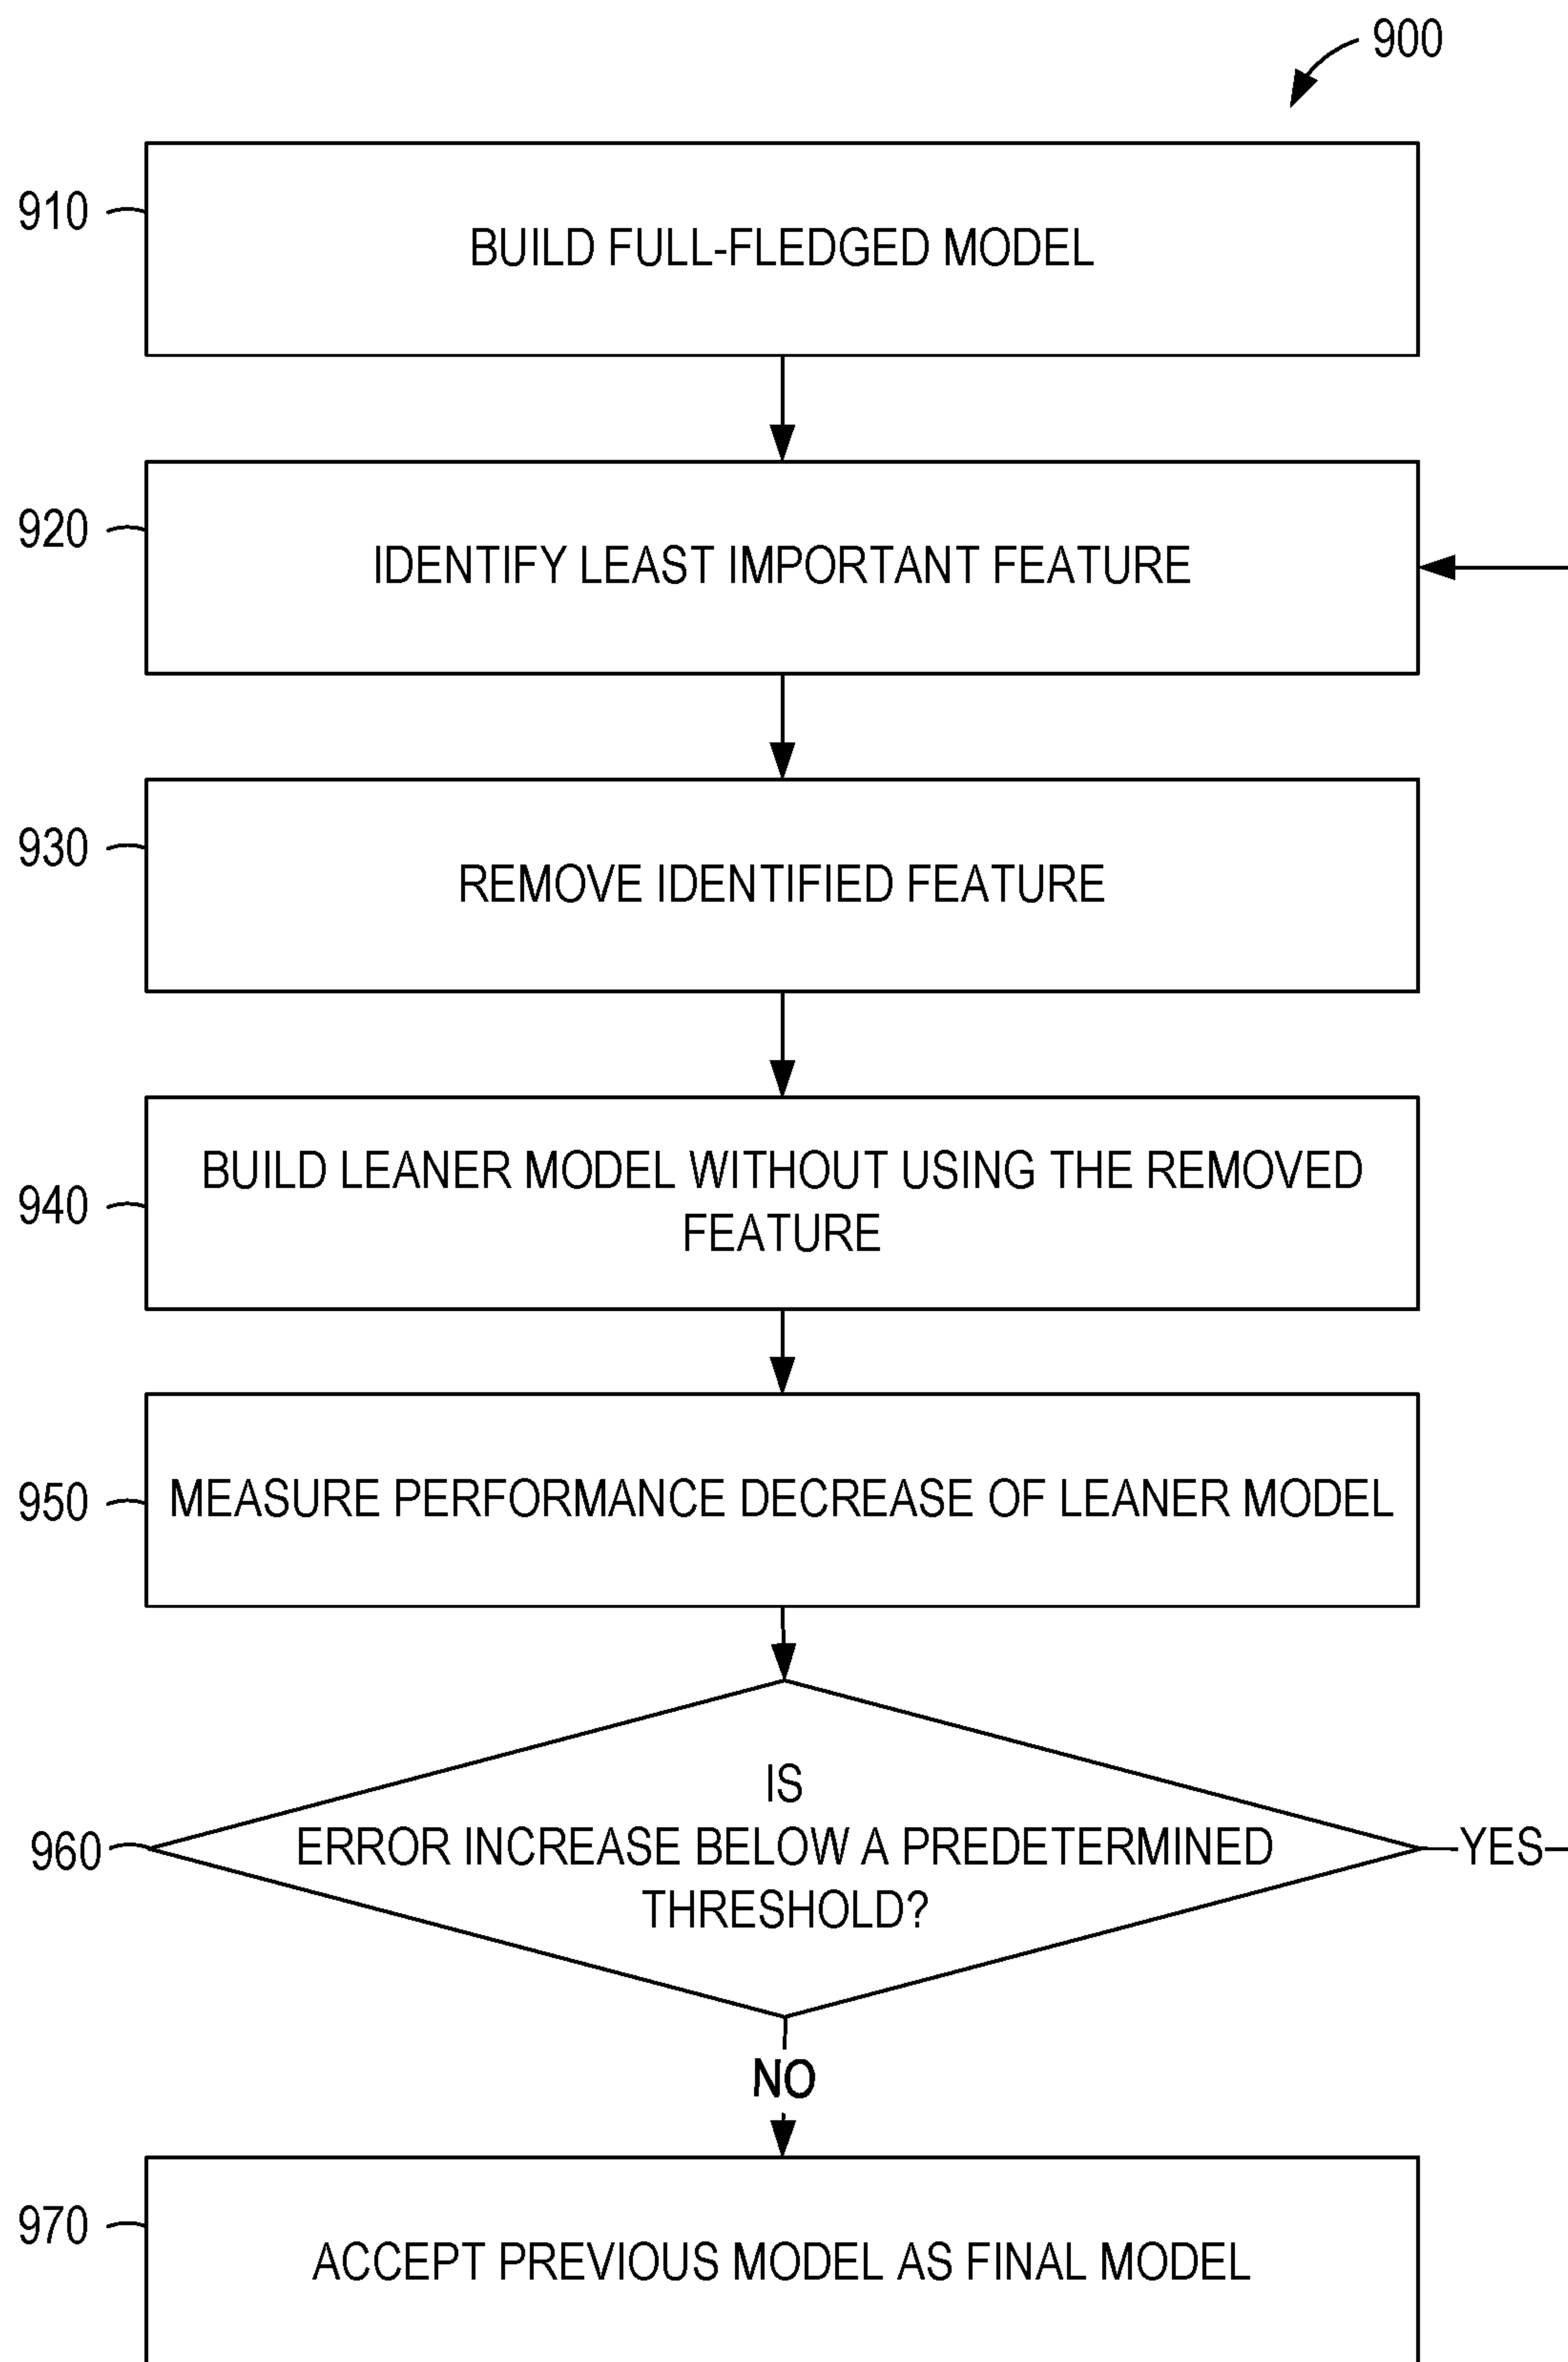 900
910
BUILD FULL-FLEDGED MODEL
920
IDENTIFY LEAST IMPORTANT FEATURE
930
REMOVE IDENTIFIED FEATURE
940
BUILD LEANER MODEL WITHOUT USING THE REMOVED
FEATURE
950
MEASURE PERFORMANCE DECREASE OF LEANER MODEL
960
IS
ERROR INCREASE BELOW A PREDETERMINED
THRESHOLD?
YES
NO
970
ACCEPT PREVIOUS MODEL AS FINAL MODEL